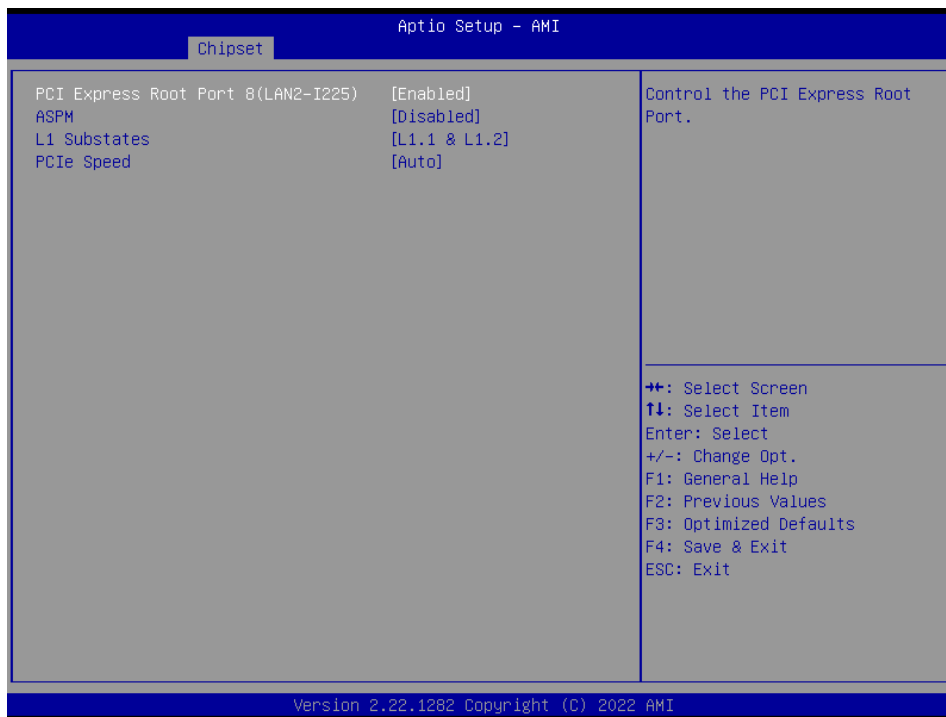 Aptio Setup – AMI
Chipset
PCI Express Root Port 8(LAN2-I225) [Enabled]
ASPM [Disabled]
L1 Substates [L1.1 & L1.2]
PCIe Speed [Auto]
Control the PCI Express Root
Port.
→←: Select Screen
↑↓: Select Item
Enter: Select
+/-: Change Opt.
F1: General Help
F2: Previous Values
F3: Optimized Defaults
F4: Save & Exit
ESC: Exit
Version 2.22.1282 Copyright (C) 2022 AMI